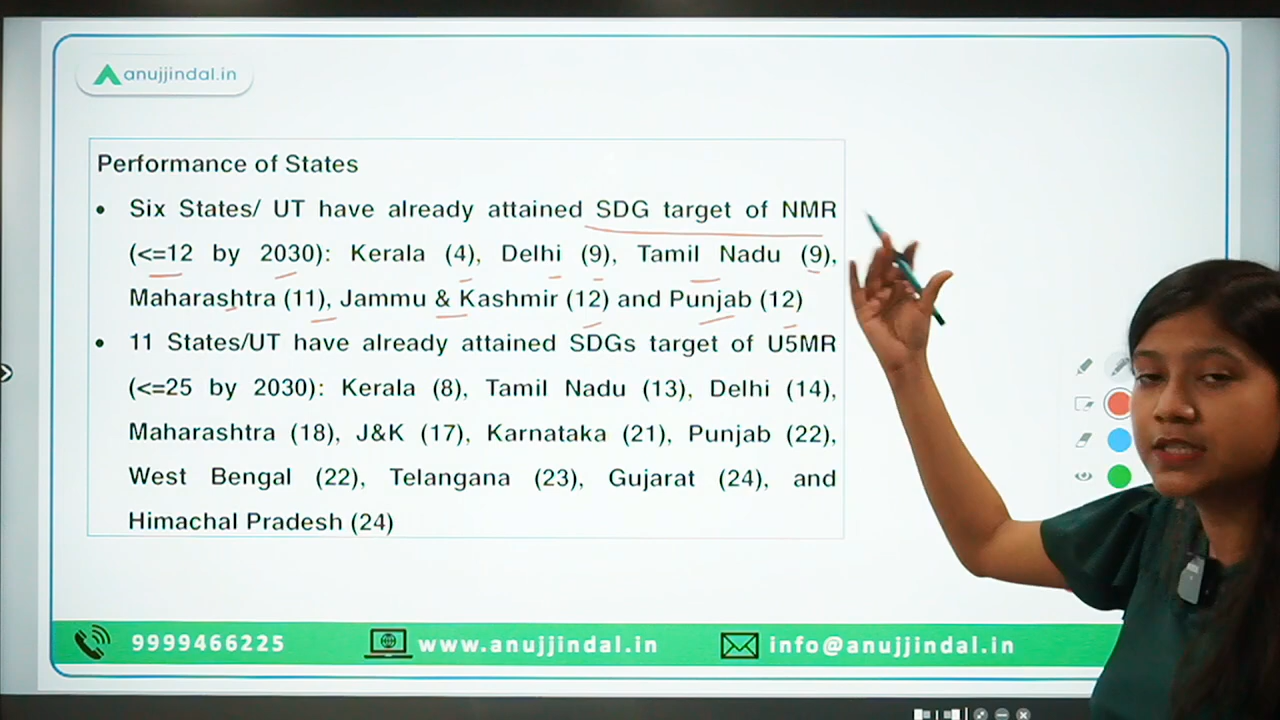 anujjindal.in
Performance of States
• Six States/ UT have already attained SDG target of NMR
(<=12 by 2030): Kerala (4), Delhi (9), Tamil Nadu (9),
Maharashtra (11), Jammu & Kashmir (12) and Punjab (12)
• 11 States/UT have already attained SDGs target of U5MR
(<=25 by 2030): Kerala (8), Tamil Nadu (13), Delhi (14),
Maharashtra (18), J&K (17), Karnataka (21), Punjab (22),
West Bengal (22), Telangana (23), Gujarat (24), and
Himachal Pradesh (24)
9999466225 www.anujjindal.in info@anujjindal.in